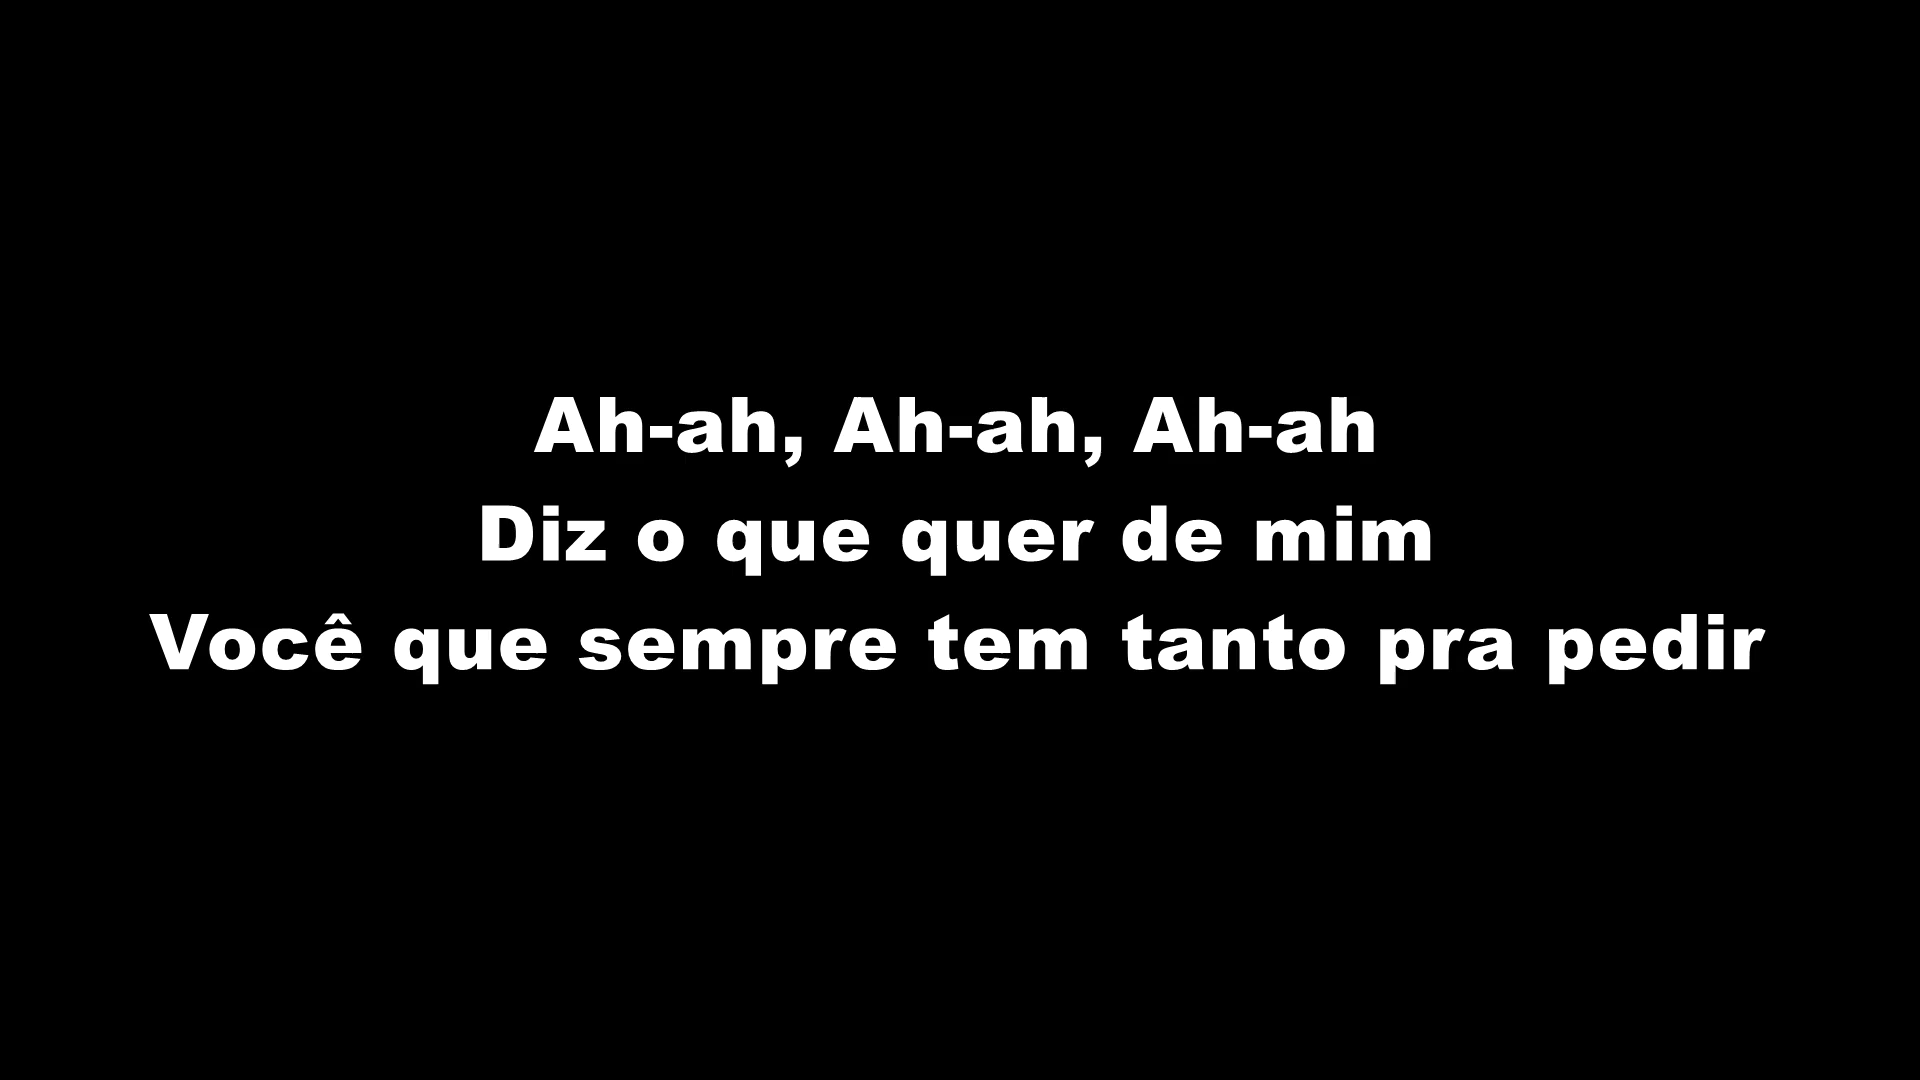 Ah-ah, Ah-ah, Ah-ah
Diz o que quer de mim
Você que sempre tem tanto pra pedir